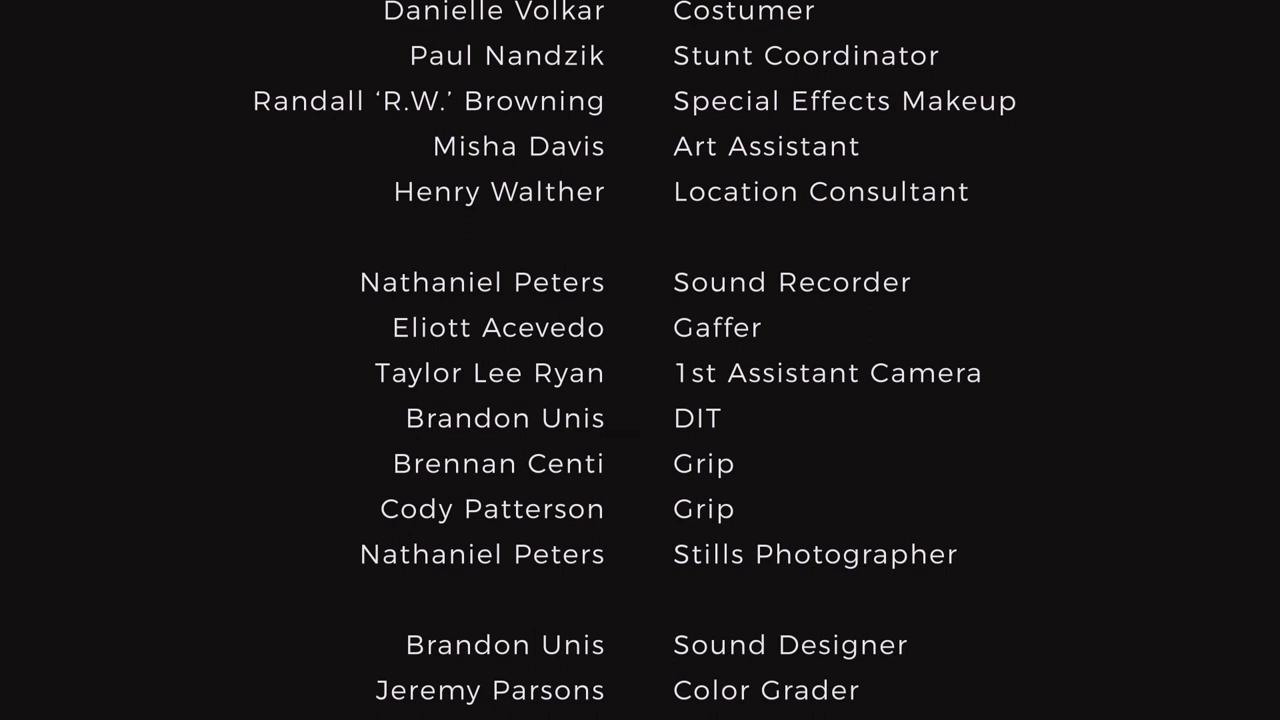 Danielle Volkar Costumer
Paul Nandzik Stunt Coordinator
Randall ‘R.W.’ Browning Special Effects Makeup
Misha Davis Art Assistant
Henry Walther Location Consultant
Nathaniel Peters Sound Recorder
Eliott Acevedo Gaffer
Taylor Lee Ryan 1st Assistant Camera
Brandon Unis DIT
Brennan Centi Grip
Cody Patterson Grip
Nathaniel Peters Stills Photographer
Brandon Unis Sound Designer
Jeremy Parsons Color Grader